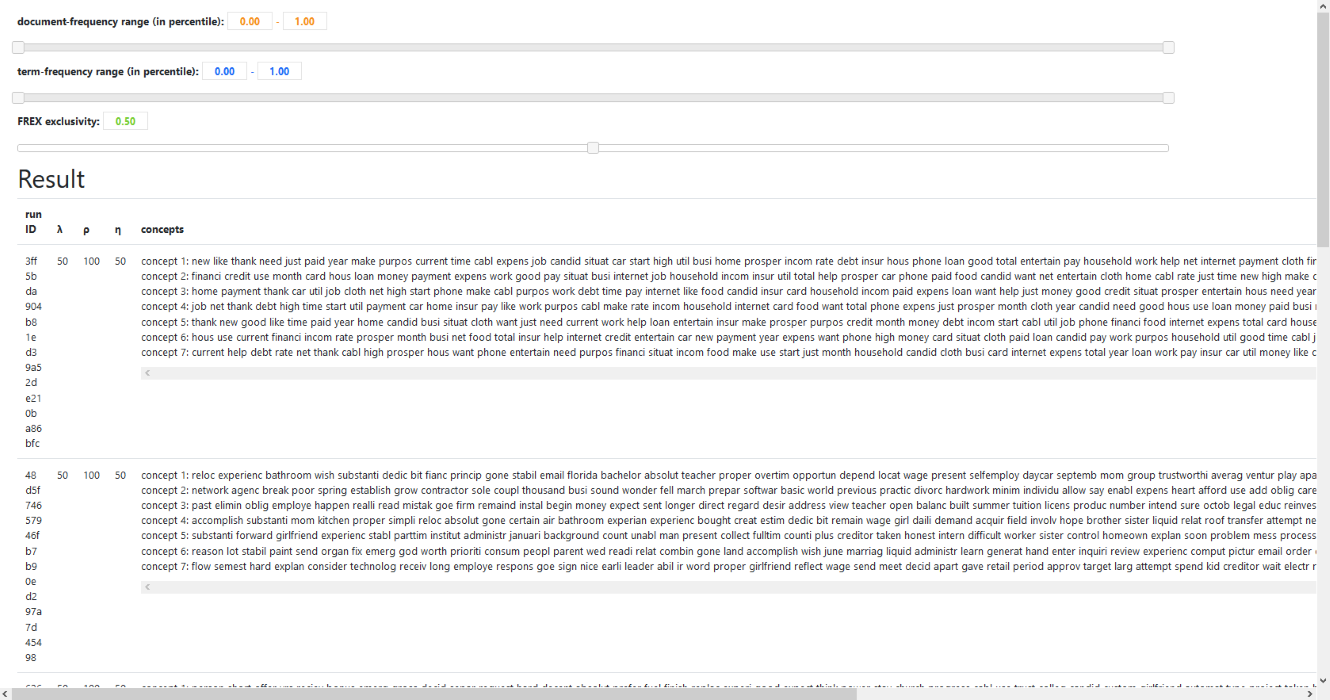 document-frequency range (in percentile): 0.00 - 1.00
term-frequency range (in percentile): 0.00 - 1.00
FREX exclusivity: 0.50
Result
run ID λ ρ η concepts
3ff 50 100 50 concept 1: new like thank need just paid year make purpos current time cabl expens job candid situat car start high util busi home prosper incom rate debt insur hous phone loan good total entertain pay household work help net internet payment cloth fir
5b concept 2: financi credit use month card hous loan money payment expens work good pay situat busi internet job household incom insur util total help prosper car phone paid food candid want net entertain cloth home cabl rate just time new high make c
da concept 3: home payment thank car util job cloth net high start phone make cabl purpos work debt time pay internet like food candid insur card household incom paid expens loan want help just money good credit situat prosper entertain hous need year
904 concept 4: job net thank debt high time start util payment car home insur pay like work purpos cabl make rate incom household internet card food want total phone expens just prosper month cloth year candid need good hous use loan money paid busi
b8 concept 5: thank new good like time paid year home candid busi situat cloth want just need current work help loan entertain insur make prosper purpos credit month money debt incom start cabl util job phone financi food internet expens total card house
1e concept 6: hous use current financi incom rate prosper month busi net food total insur help internet credit entertain car new payment year expens want phone high money card situat cloth paid loan candid pay work purpos household util good time cabl j
d3 concept 7: current help debt rate net thank cabl high prosper hous want phone entertain need purpos financi situat incom food make use start just month household candid cloth busi card internet expens total year loan work pay insur car util money like c
9a5
2d
e21
0b
a86
bfc
48 50 100 50 concept 1: reloc experienc bathroom wish substanti dedic bit fianc princip gone stabil email florida bachelor absolut teacher proper overtim opportun depend locat wage present selfemploy daycar septemb mom group trustworthi averag ventur play apa
d5f concept 2: network agenc break poor spring establish grow contractor sole coupl thousand busi sound wonder fell march prepar softwar basic world previous practic divorc hardwork minim individu allow say enabl expens heart afford use add oblig care
746 concept 3: past elimin oblig employe happen realli read mistak goe firm remaind instal begin money expect sent longer direct regard desir address view teacher open balanc built summer tuition licens produc number intend sure octob legal educ reinves
579 concept 4: accomplish substanti mom kitchen proper simpli reloc absolut gone certain air bathroom experian experienc bought creat estim dedic bit remain wage girl daili demand acquir field involv hope brother sister liquid relat roof transfer attempt ne
46f concept 5: substanti forward girlfriend experienc stabl parttim institut administr januari background count unabl man present collect fulltim counti plus creditor taken honest intern difficult worker sister control homeown explan soon problem mess process
b7 concept 6: reason lot stabil paint send organ fix emerg god worth prioriti consum peopl parent wed readi relat combin gone land accomplish wish june marriag liquid administr learn generat hand enter inquiri review experienc comput pictur email order
b9 concept 7: flow semest hard explan consider technolog receiv long employe respons goe sign nice earli leader abil ir word proper girlfriend reflect wage send meet decid apart gave retail period approv target larg attempt spend kid creditor wait electr r
0e
d2
97a
7d
454
98